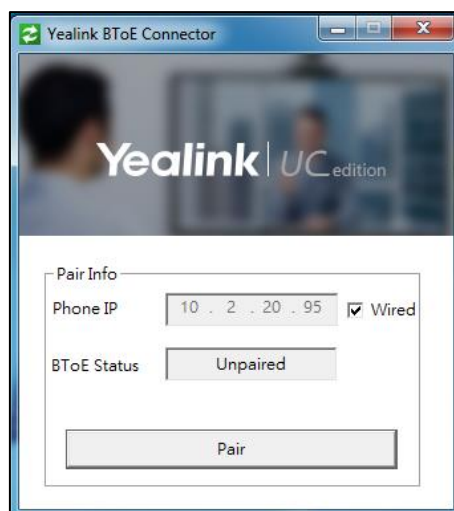 Yealink BToE Connector
Yealink | UC edition
Pair Info
Phone IP 10 . 2 . 20 . 95 Wired
BToE Status Unpaired
Pair